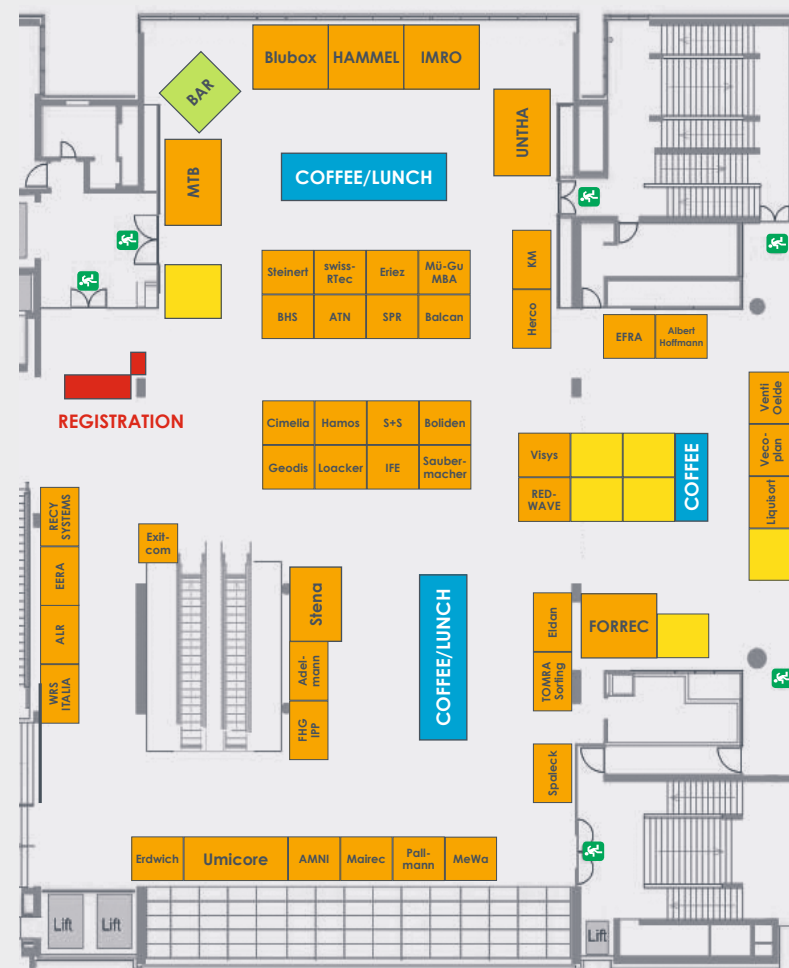 Blubox
HAMMEL
IMRO
BAR
UNTHA
MTB
COFFEE/LUNCH
Steinert
swiss-
RTec
Eriez
Mü-Gu
MBA
KM
BHS
ATN
SPR
Balcan
Herco
EFRA
Albert
Hoffmann
REGISTRATION
Cimelia
Hamos
S+S
Boliden
Geodis
Loacker
IFE
Sauber-
macher
Visys
RED-
WAVE
COFFEE
Venti
Oelde
Veco-
plan
Liquisort
RECY
SYSTEMS
EERA
ALR
WRS
ITALIA
Exit-
com
Stena
Adel-
mann
FHG
IPP
COFFEE/LUNCH
Eldan
TOMRA
Sorting
FORREC
Spaleck
Erdwich
Umicore
AMNI
Mairec
Pall-
mann
MeWa
Lift
Lift
Lift